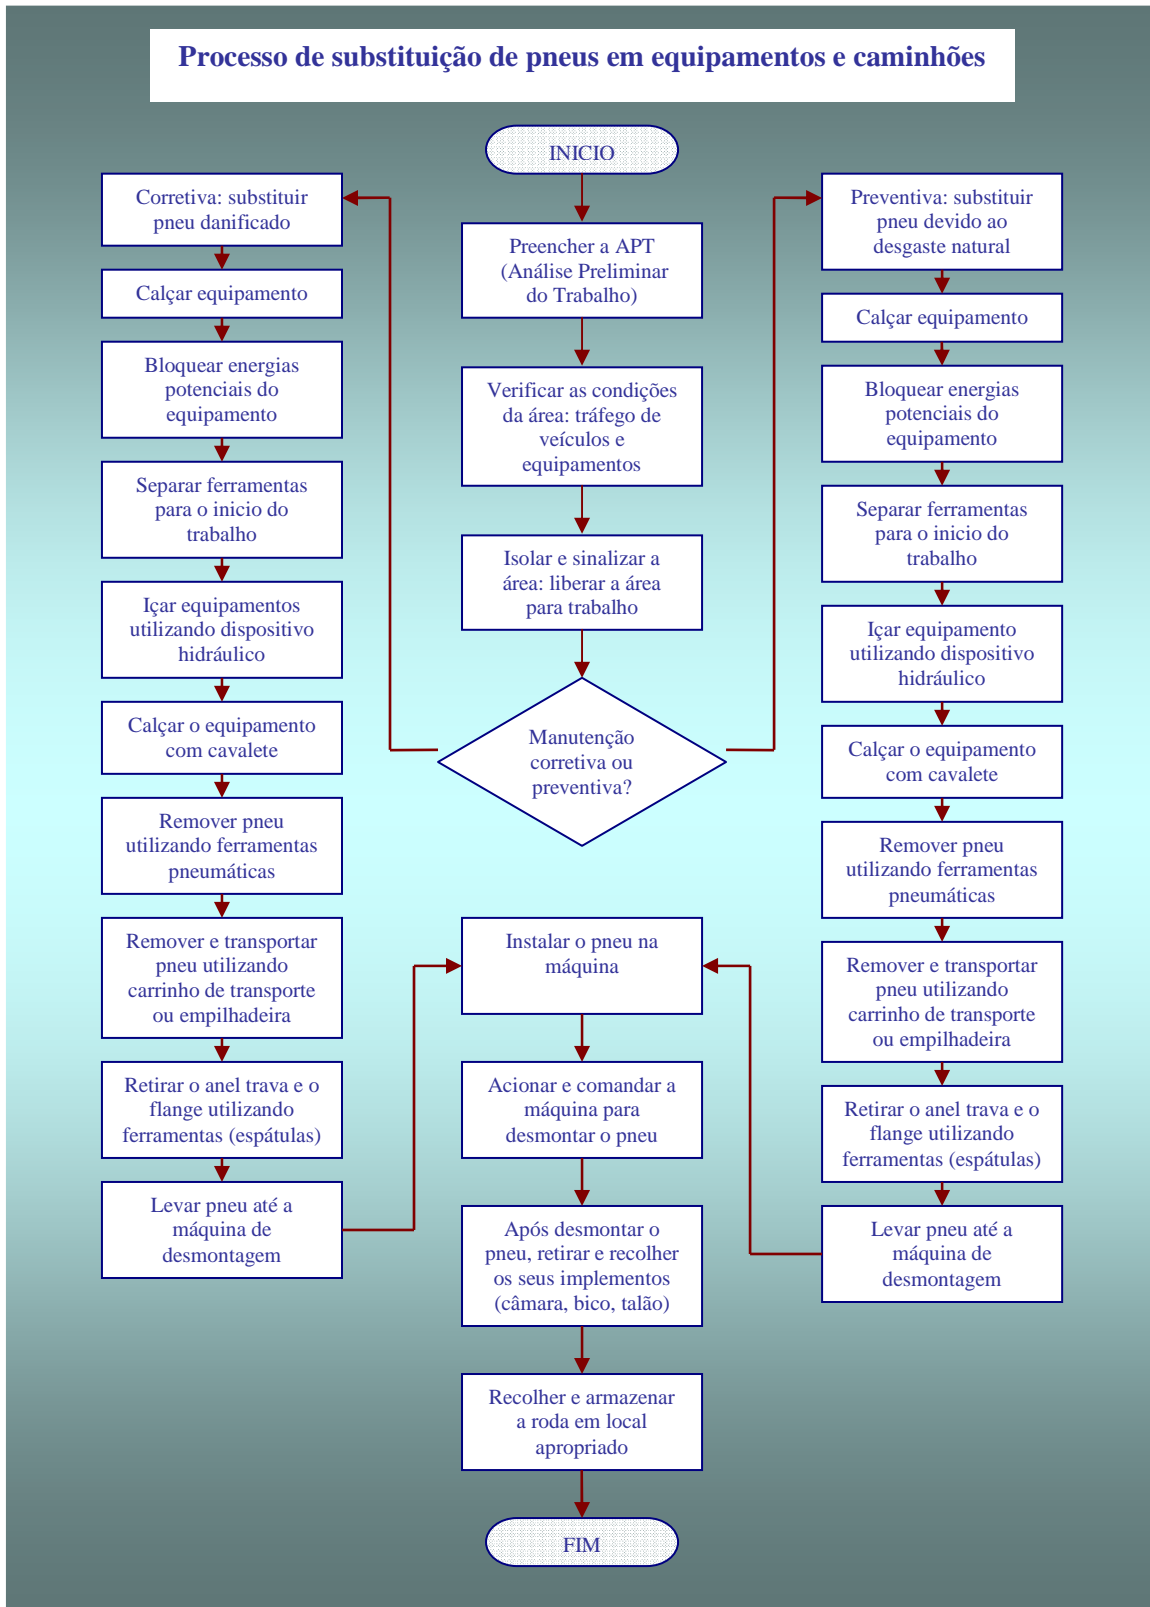 Processo de substituição de pneus em equipamentos e caminhões
INICIO
Preencher a APT
(Análise Preliminar
do Trabalho)
Verificar as condições
da área: tráfego de
veículos e
equipamentos
Isolar e sinalizar a
área: liberar a área
para trabalho
Manutenção
corretiva ou
preventiva?
Corretiva: substituir
pneu danificado
Calçar equipamento
Bloquear energias
potenciais do
equipamento
Separar ferramentas
para o inicio do
trabalho
Içar equipamentos
utilizando dispositivo
hidráulico
Calçar o equipamento
com cavalete
Remover pneu
utilizando ferramentas
pneumáticas
Remover e transportar
pneu utilizando
carrinho de transporte
ou empilhadeira
Retirar o anel trava e o
flange utilizando
ferramentas (espátulas)
Levar pneu até a
máquina de
desmontagem
Preventiva: substituir
pneu devido ao
desgaste natural
Calçar equipamento
Bloquear energias
potenciais do
equipamento
Separar ferramentas
para o inicio do
trabalho
Içar equipamento
utilizando dispositivo
hidráulico
Calçar o equipamento
com cavalete
Remover pneu
utilizando ferramentas
pneumáticas
Remover e transportar
pneu utilizando
carrinho de transporte
ou empilhadeira
Retirar o anel trava e o
flange utilizando
ferramentas (espátulas)
Levar pneu até a
máquina de
desmontagem
Instalar o pneu na
máquina
Acionar e comandar a
máquina para
desmontar o pneu
Após desmontar o
pneu, retirar e recolher
os seus implementos
(câmara, bico, talão)
Recolher e armazenar
a roda em local
apropriado
FIM